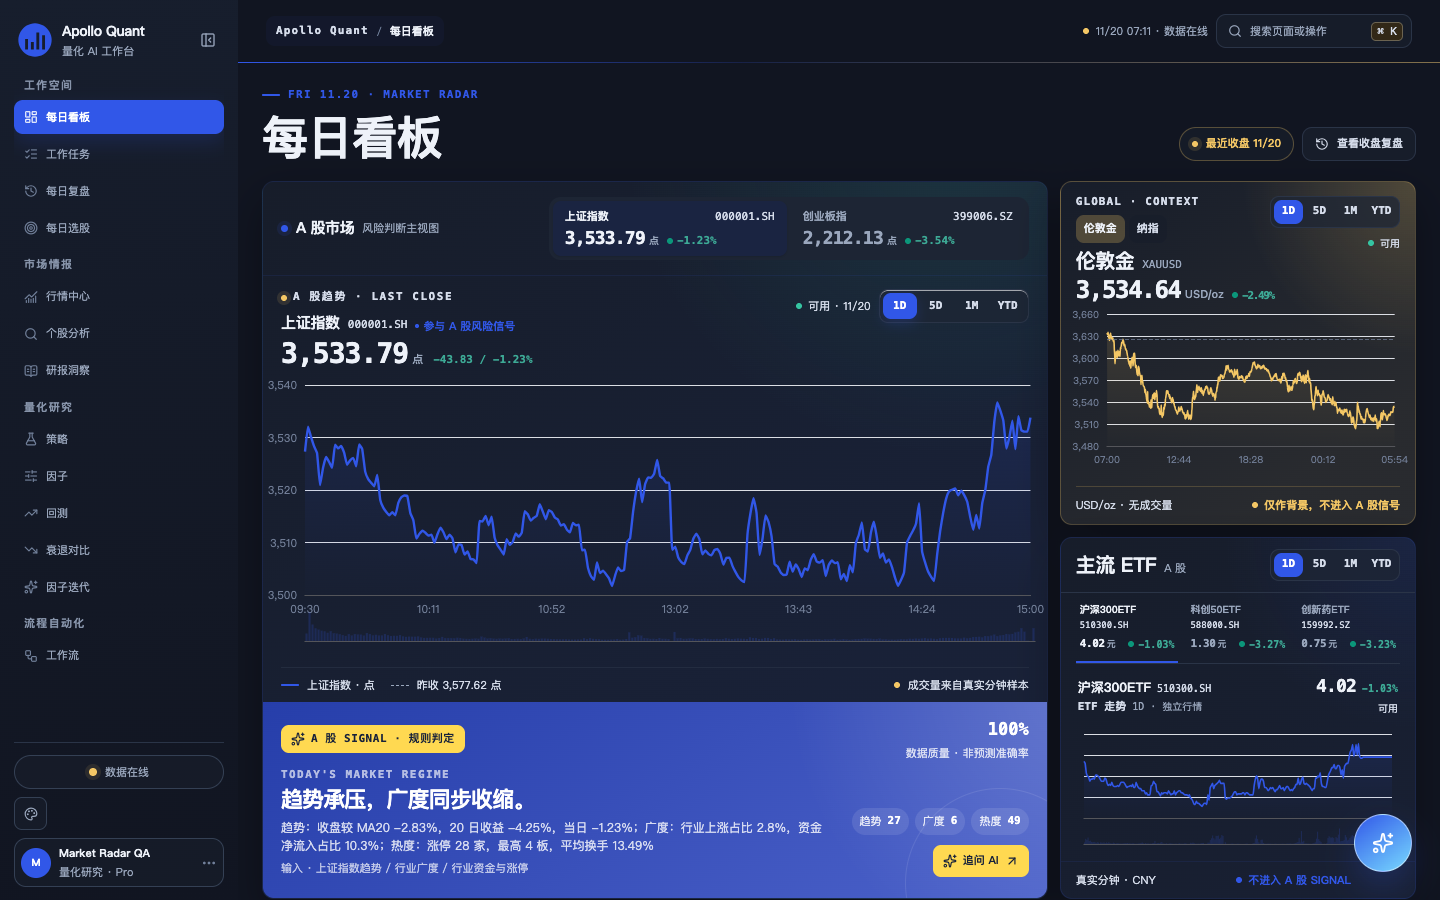 Apollo Quant
量化 AI 工作台
工作空间
每日看板
工作任务
每日复盘
每日选股
市场情报
行情中心
个股分析
研报洞察
量化研究
策略
因子
回测
衰退对比
因子迭代
流程自动化
工作流
数据在线
M
Market Radar QA
量化研究 · Pro
Apollo Quant / 每日看板
11/20 07:11 · 数据在线
搜索页面或操作
⌘ K
FRI 11.20 · MARKET RADAR
每日看板
最近收盘 11/20
查看收盘复盘
A 股市场 风险判断主视图
上证指数 000001.SH
3,533.79 点 −1.23%
创业板指 399006.SZ
2,212.13 点 −3.54%
A 股趋势 · LAST CLOSE
可用 · 11/20
1D 5D 1M YTD
上证指数 000001.SH 参与 A 股风险信号
3,533.79 点 −43.83 / −1.23%
3,540
3,530
3,520
3,510
3,500
09:30 10:11 10:52 13:02 13:43 14:24 15:00
上证指数 · 点 昨收 3,577.62 点
成交量来自真实分钟样本
A 股 SIGNAL · 规则判定
100%
数据质量 · 非预测准确率
TODAY'S MARKET REGIME
趋势承压，广度同步收缩。
趋势：收盘较 MA20 −2.83%，20 日收益 −4.25%，当日 −1.23%；广度：行业上涨占比 2.8%，资金
净流入占比 10.3%；热度：涨停 28 家，最高 4 板，平均换手 13.49%
输入 · 上证指数趋势 / 行业广度 / 行业资金与涨停
趋势 27 广度 6 热度 49
追问 AI
GLOBAL · CONTEXT
1D 5D 1M YTD
伦敦金 纳指
可用
伦敦金 XAUUSD
3,534.64 USD/oz −2.49%
3,660
3,630
3,600
3,570
3,540
3,510
3,480
07:00 12:44 18:28 00:12 05:54
USD/oz · 无成交量
仅作背景，不进入 A 股信号
主流 ETF A 股
1D 5D 1M YTD
沪深300ETF
510300.SH
4.02 元 −1.03%
科创50ETF
588000.SH
1.30 元 −3.27%
创新药ETF
159992.SZ
0.75 元 −3.23%
沪深300ETF 510300.SH
4.02 −1.03%
ETF 走势 1D · 独立行情
可用
真实分钟 · CNY
不进入 A 股 SIGNAL